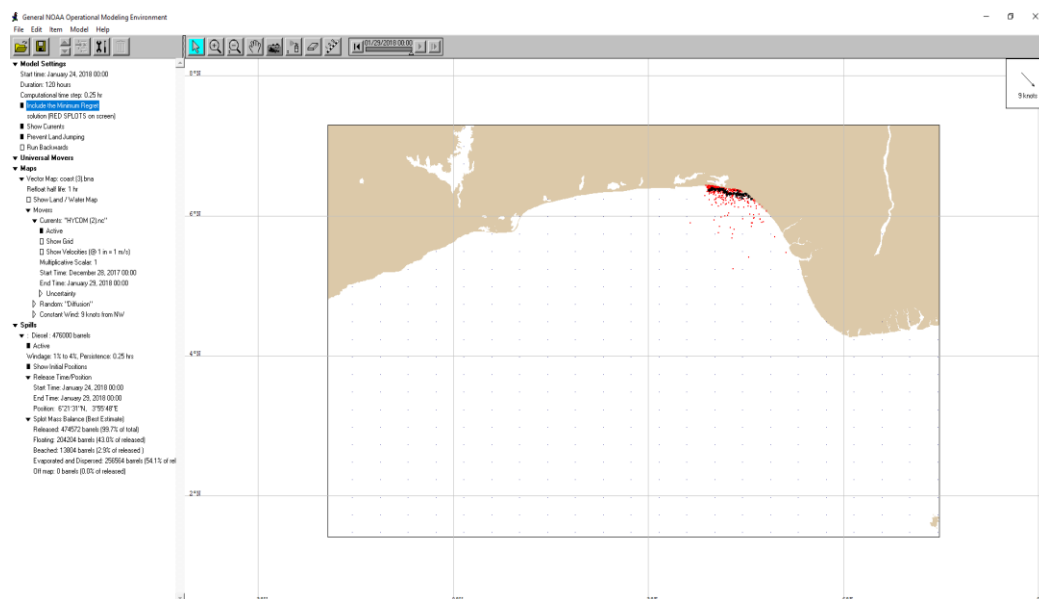 General NOAA Operational Modeling Environment
File Edit Item Model Help
01/29/2018 00:00
Model Settings
Start time: January 24, 2018 00:00
Duration: 120 hours
Computational time step: 0.25 hr
Include the Minimum Regret
solution (RED SPLOTS on screen)
Show Currents
Prevent Land Jumping
Run Backwards
Universal Movers
Maps
Vector Map: coast (3).bna
Refloat half life: 1 hr
Show Land / Water Map
Movers
Currents: "HYCOM (2).nc"
Active
Show Grid
Show Velocities (@ 1 in = 1 m/s)
Multiplicative Scalar: 1
Start Time: December 28, 2017 00:00
End Time: January 29, 2018 00:00
Uncertainty
Random: "Diffusion"
Constant Wind: 9 knots from NW
Spills
: Diesel : 476000 barrels
Active
Windage: 1% to 4%, Persistence: 0.25 hrs
Show Initial Positions
Release Time/Position
Start Time: January 24, 2018 00:00
End Time: January 29, 2018 00:00
Position: 6°21'31"N, 3°55'48"E
Splot Mass Balance (Best Estimate)
Released: 474572 barrels (99.7% of total)
Floating: 204204 barrels (43.0% of released)
Beached: 13804 barrels (2.9% of released )
Evaporated and Dispersed: 256564 barrels (54.1% of rel
Off map: 0 barrels (0.0% of released)
9 knots